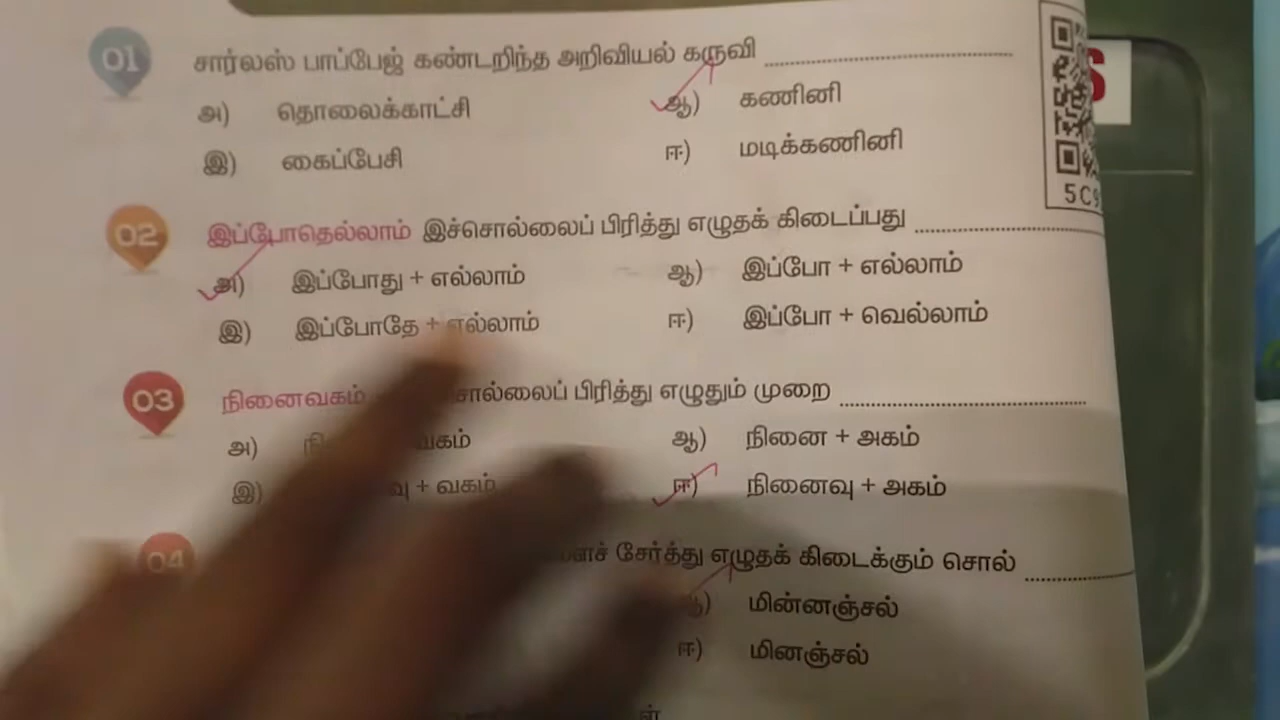 01 சார்லஸ் பாப்பேஜ் கண்டறிந்த அறிவியல் கருவி
அ) தொலைக்காட்சி ஆ) கணினி
இ) கைப்பேசி ஈ) மடிக்கணினி
5C9
02 இப்போதெல்லாம் இச்சொல்லைப் பிரித்து எழுதக் கிடைப்பது
அ) இப்போது + எல்லாம் ஆ) இப்போ + எல்லாம்
இ) இப்போதே + எல்லாம் ஈ) இப்போ + வெல்லாம்
03 நினைவகம் பிரித்து எழுதும் முறை
அ) ஆ) நினை + அகம்
இ) + வகம் ஈ) நினைவு + அகம்
04 சேர்த்து எழுதக் கிடைக்கும் சொல்
ஆ) மின்னஞ்சல்
ஈ) மினஞ்சல்